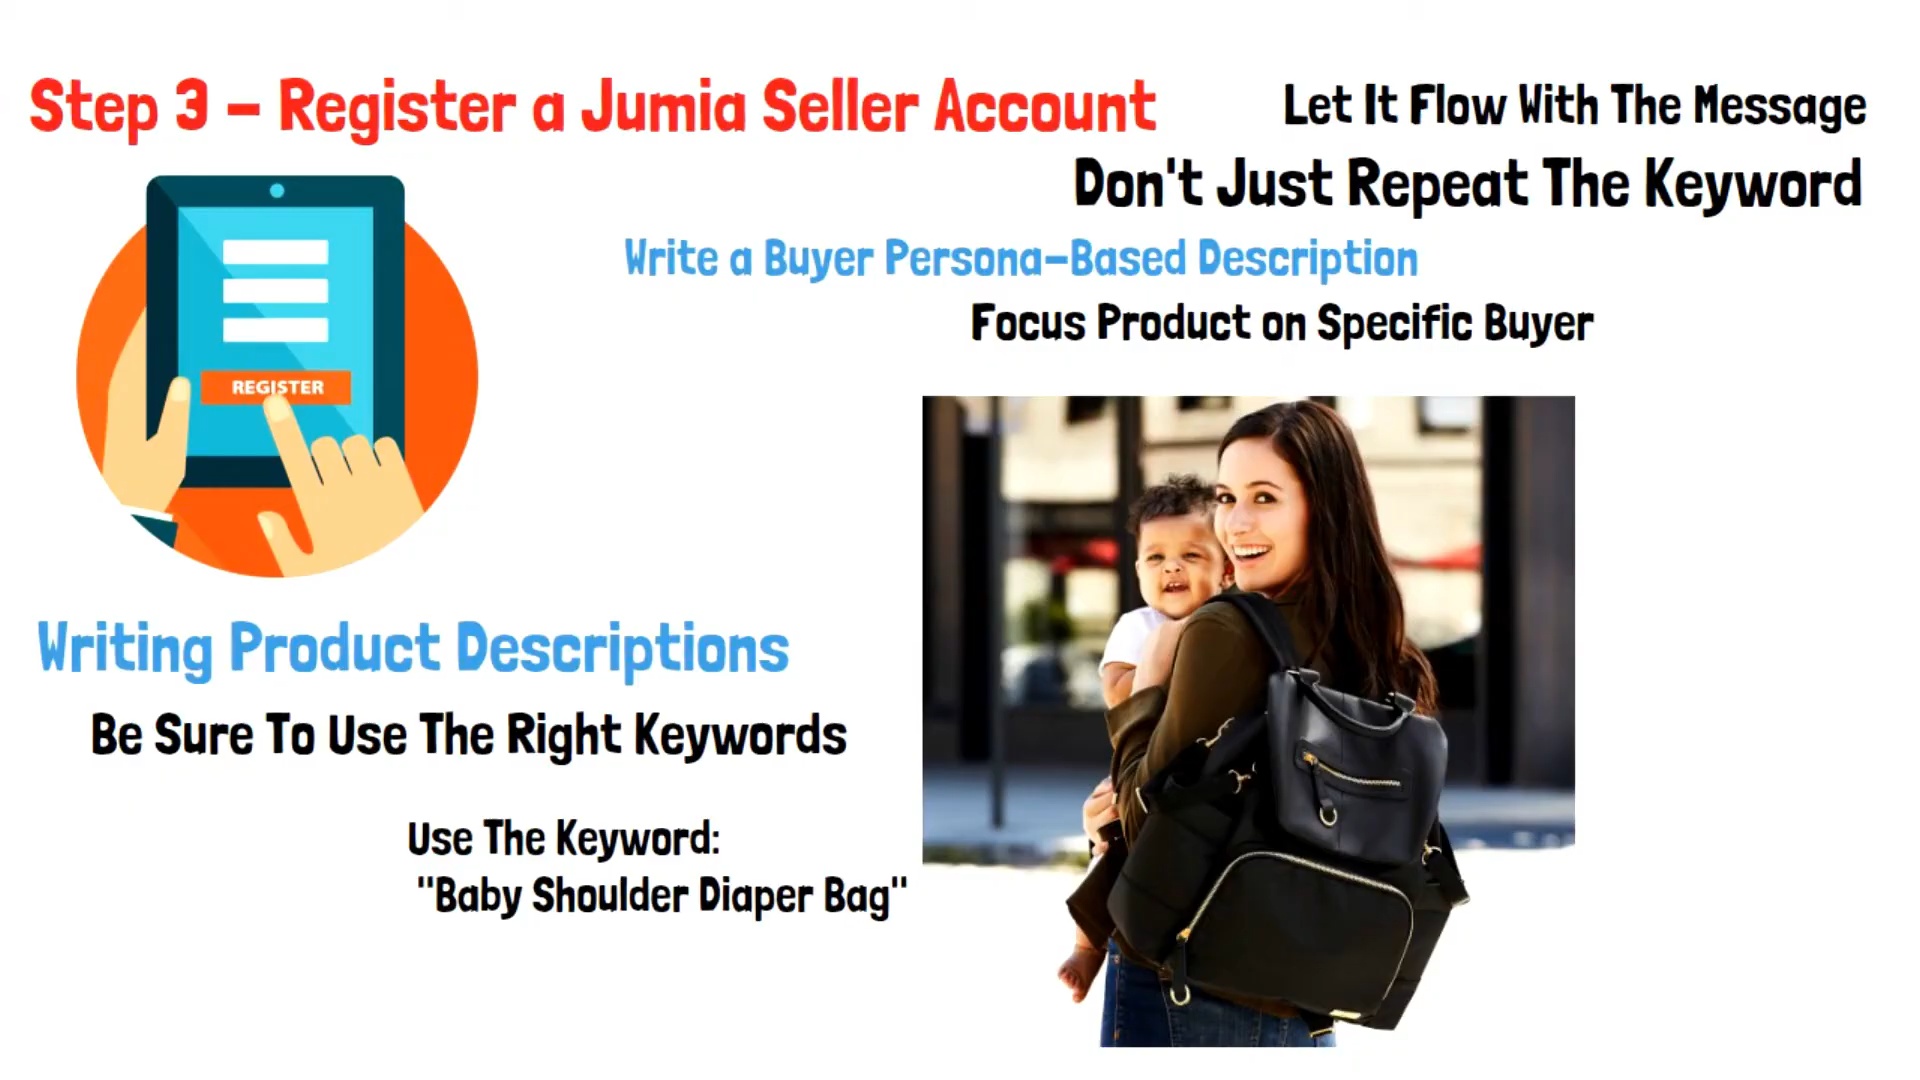 Step 3 - Register a Jumia Seller Account
REGISTER
Writing Product Descriptions
Be Sure To Use The Right Keywords
Use The Keyword:
"Baby Shoulder Diaper Bag"
Let It Flow With The Message
Don't Just Repeat The Keyword
Write a Buyer Persona-Based Description
Focus Product on Specific Buyer